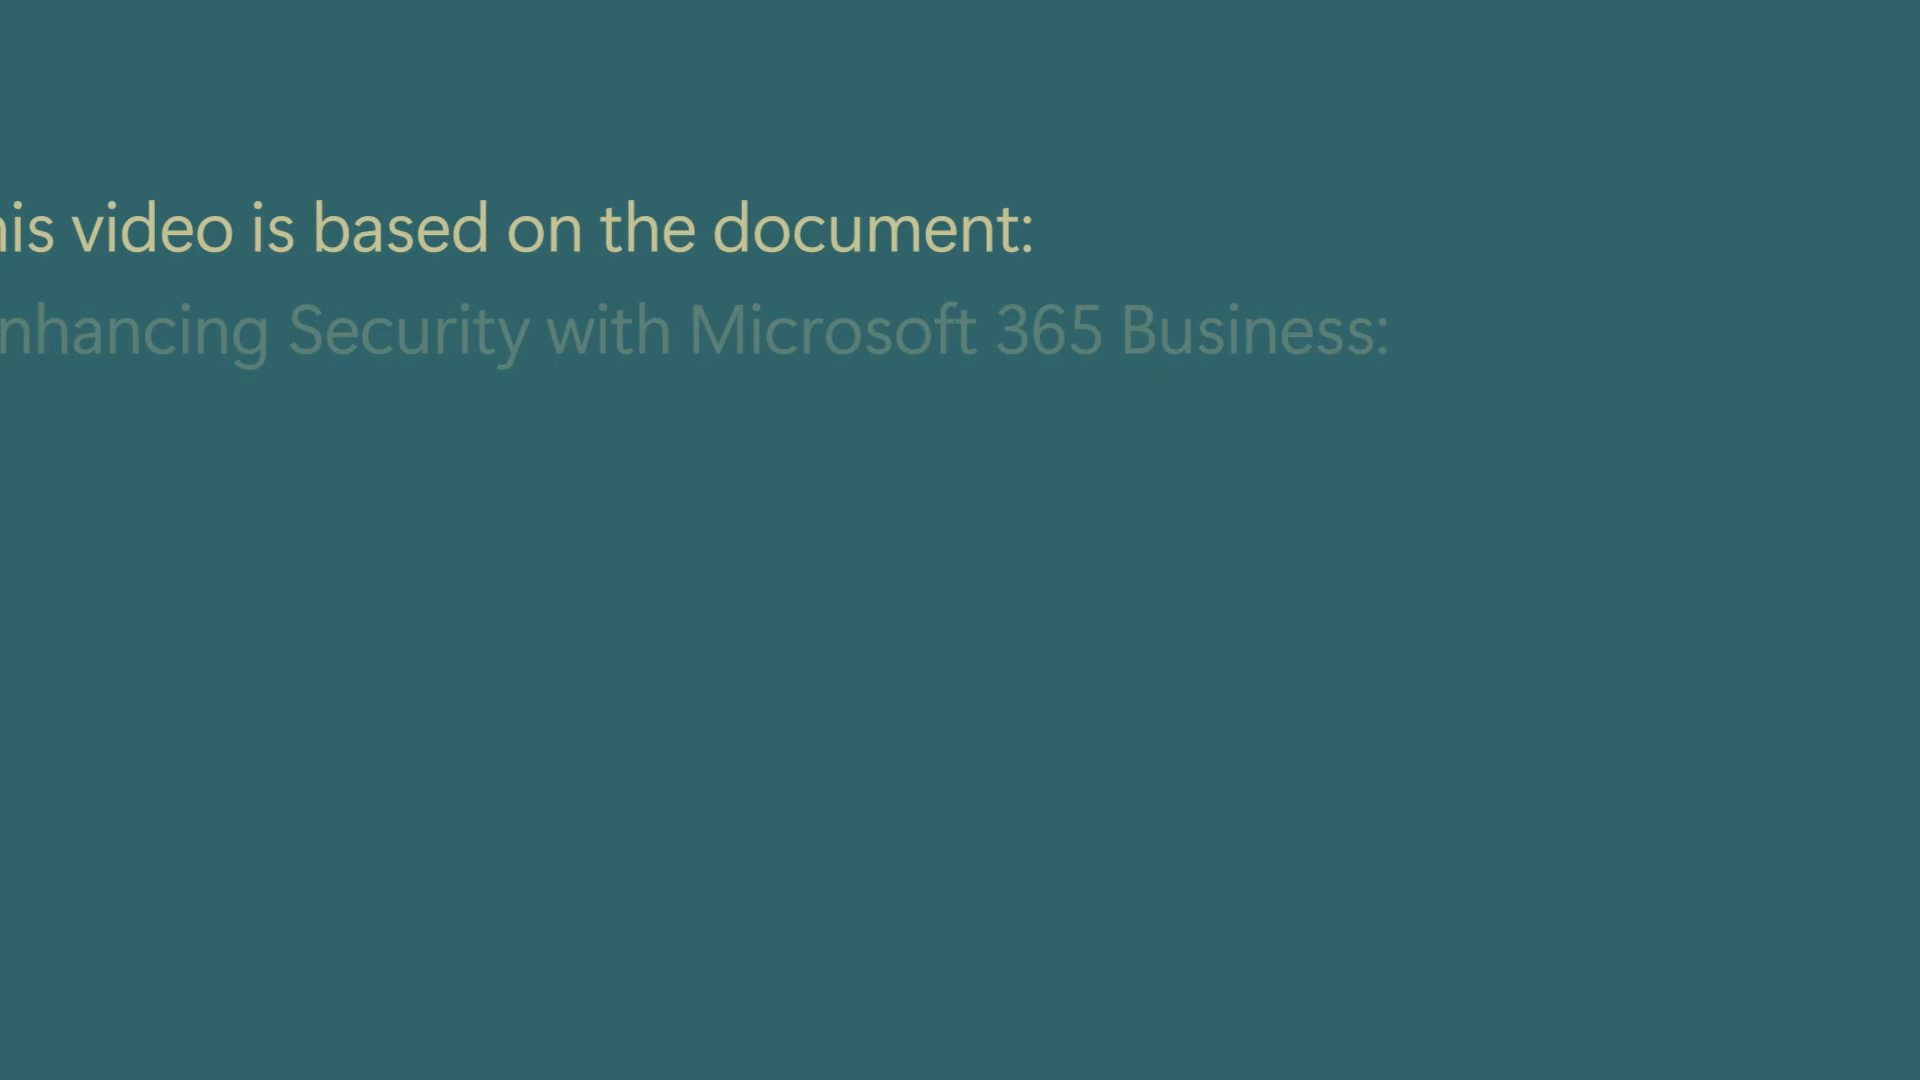 his video is based on the document:
nhancing Security with Microsoft 365 Business: